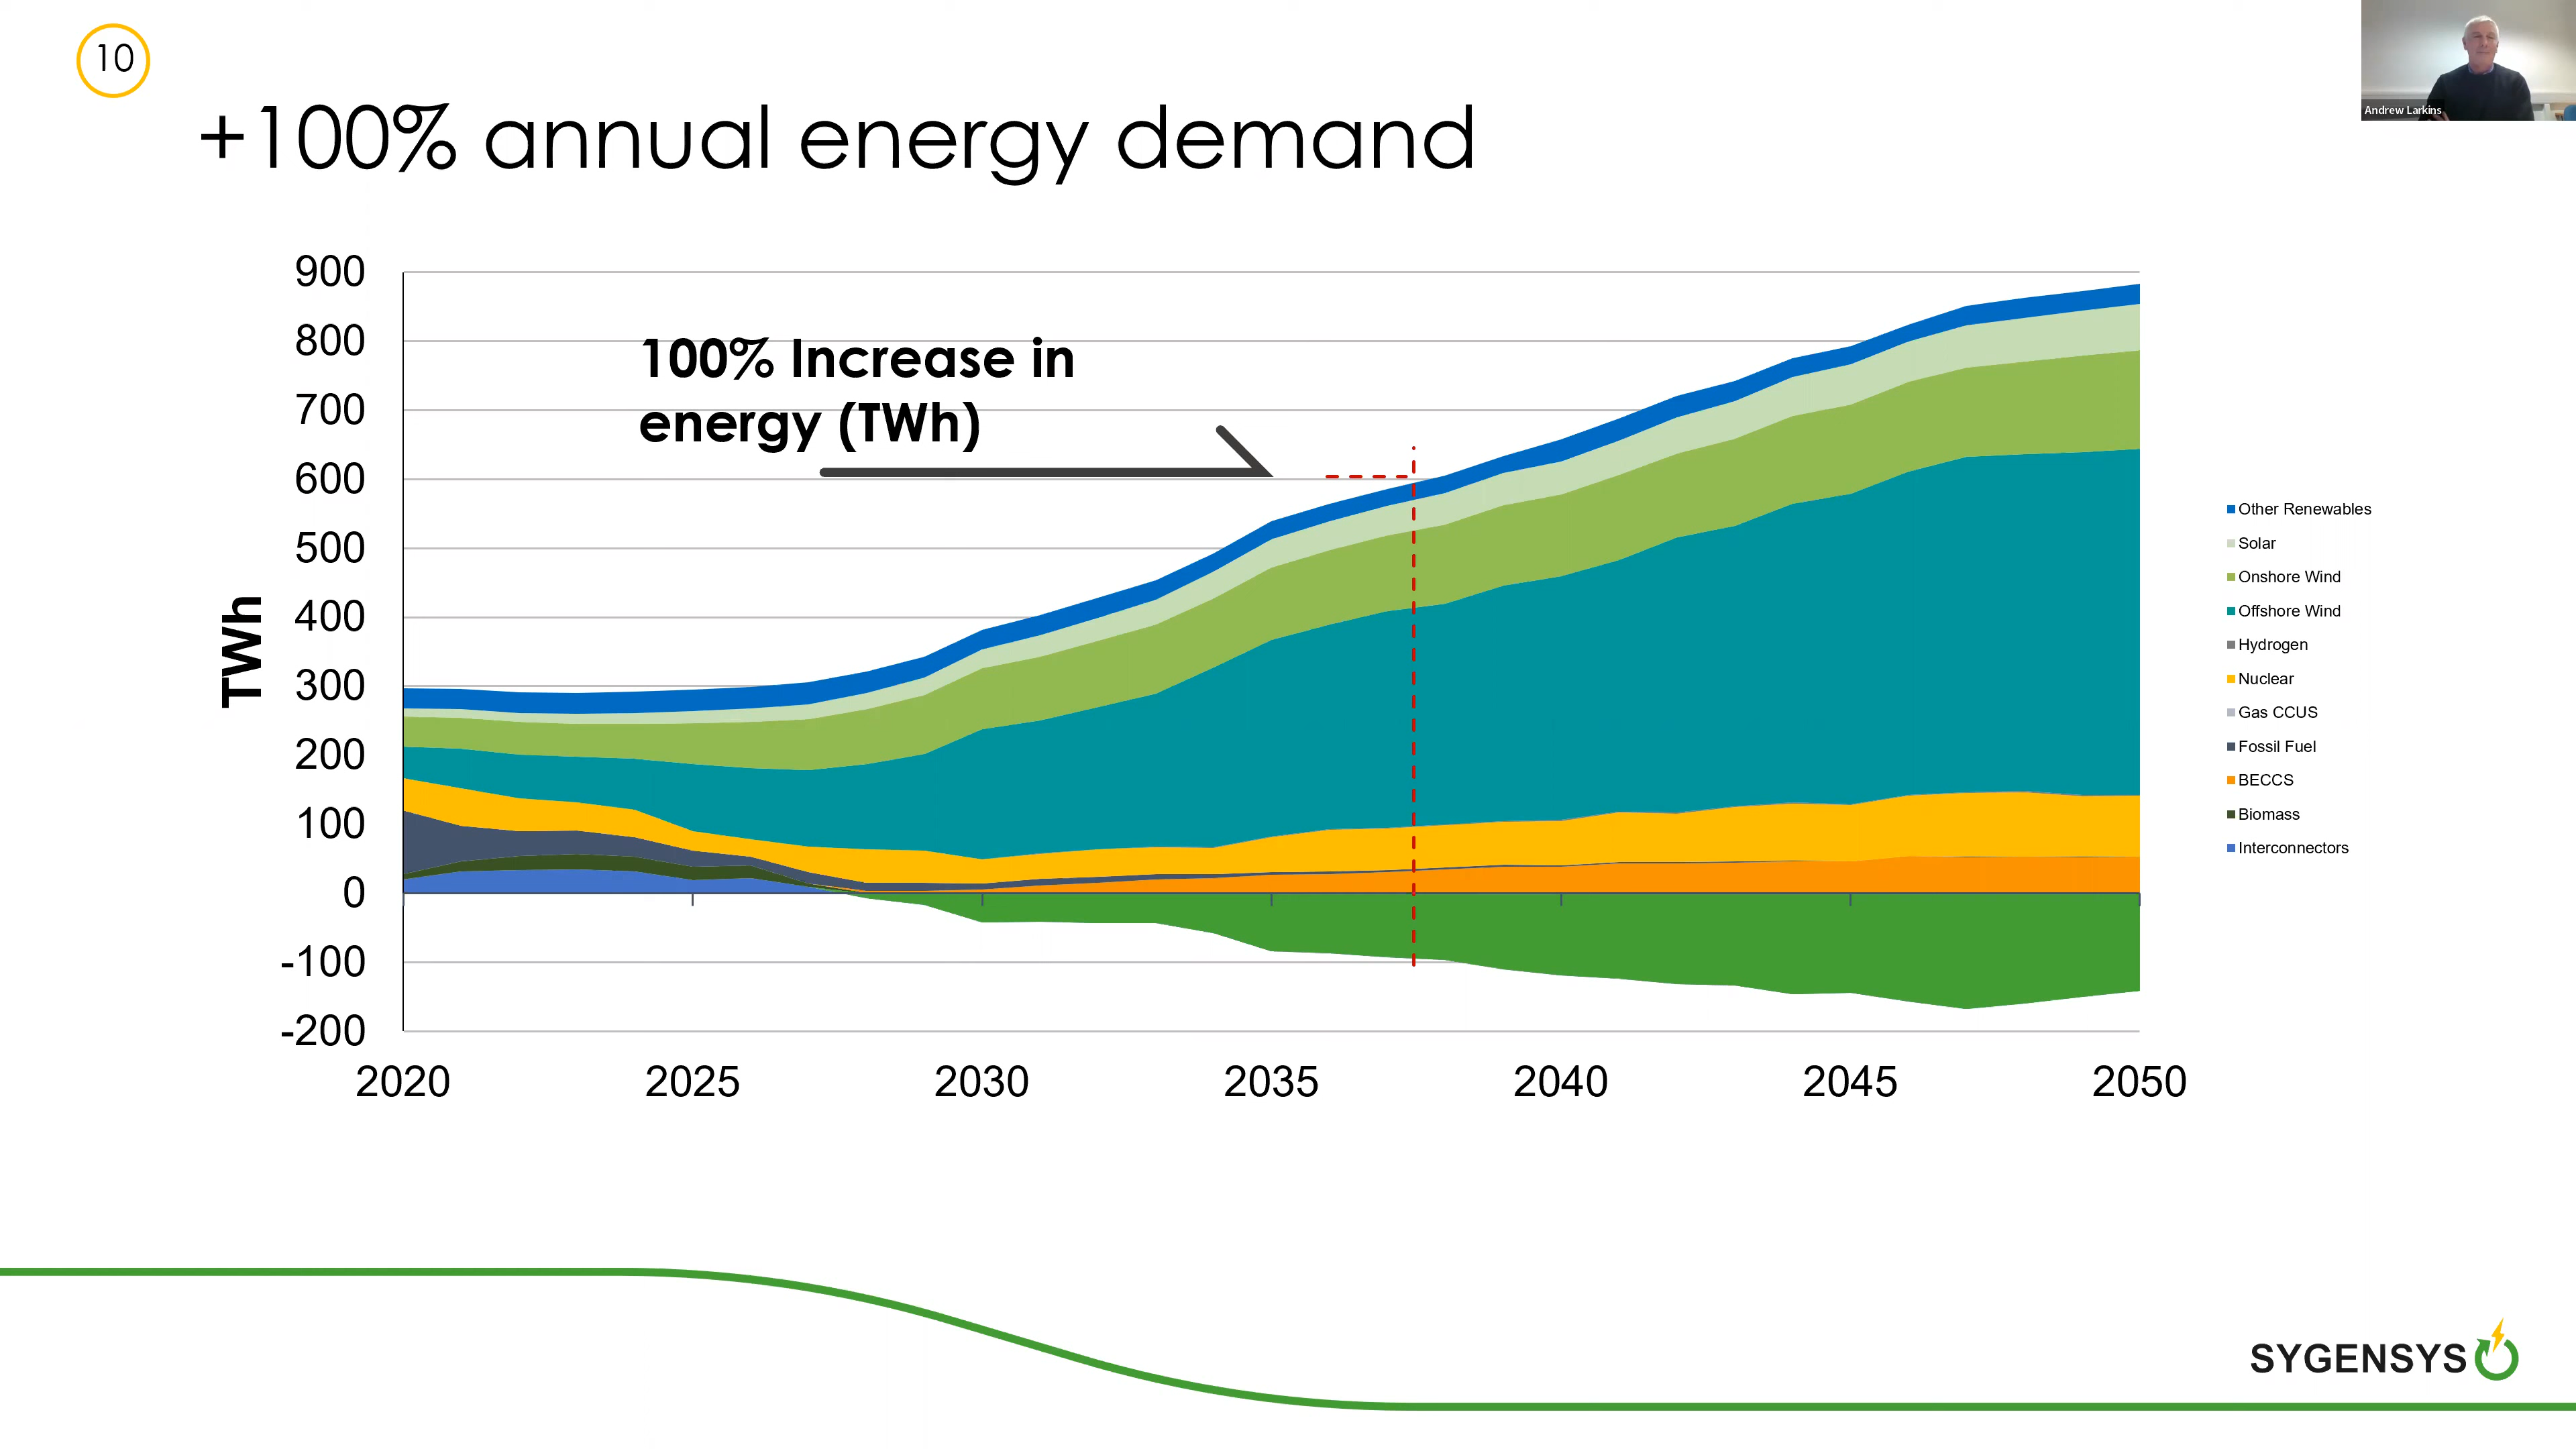 10
Andrew Larkins
+100% annual energy demand
900
800
700
600
500
400
300
200
100
0
-100
-200
TWh
100% Increase in
energy (TWh)
2020 2025 2030 2035 2040 2045 2050
Other Renewables
Solar
Onshore Wind
Offshore Wind
Hydrogen
Nuclear
Gas CCUS
Fossil Fuel
BECCS
Biomass
Interconnectors
SYGENSYS